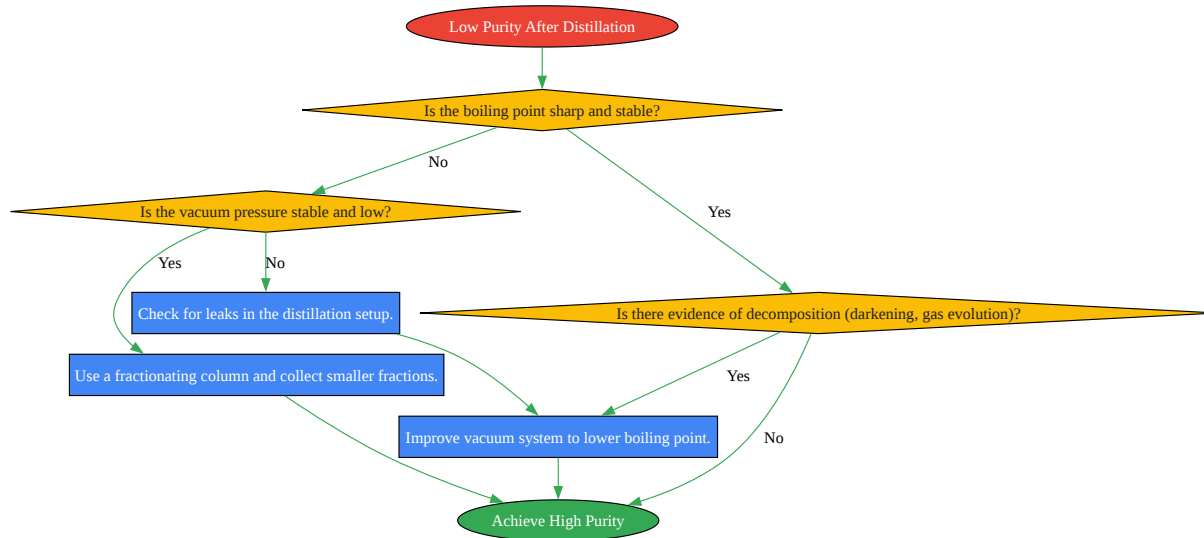 Low Purity After Distillation
Is the boiling point sharp and stable?
No
Is the vacuum pressure stable and low?
Yes
Yes
No
Check for leaks in the distillation setup.
Is there evidence of decomposition (darkening, gas evolution)?
Use a fractionating column and collect smaller fractions.
Yes
Improve vacuum system to lower boiling point.
No
Achieve High Purity